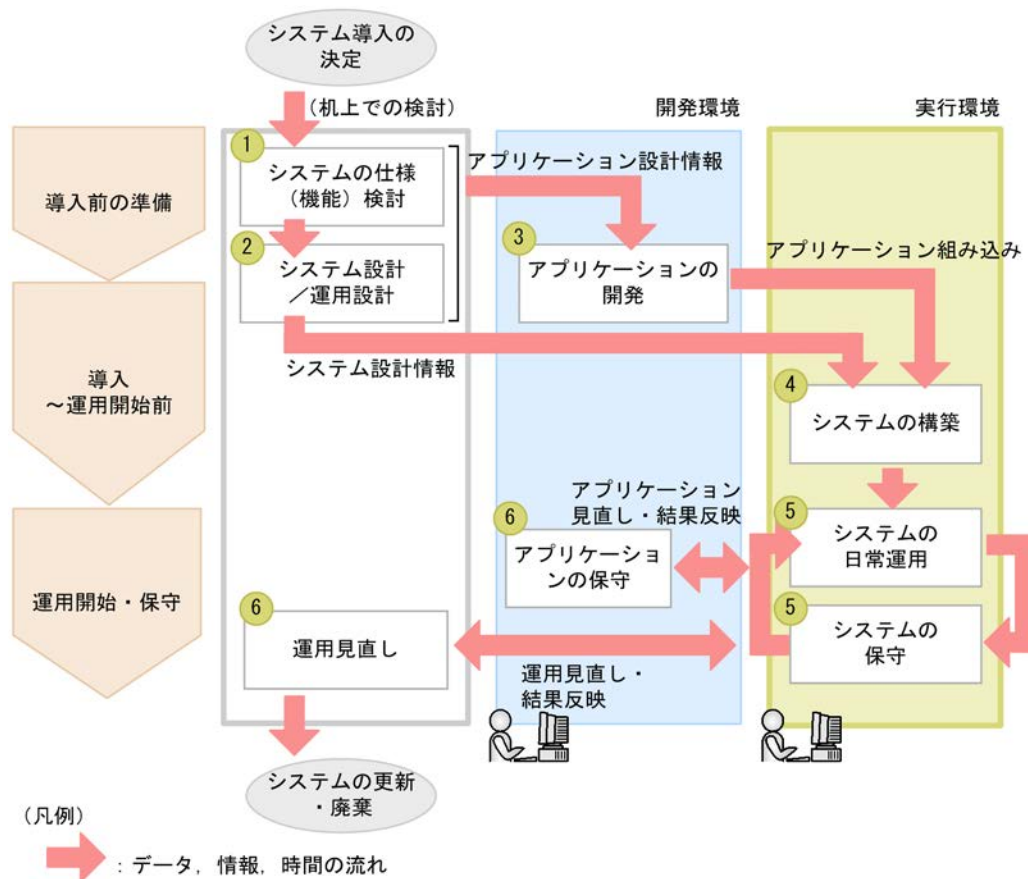 システム導入の
決定
(机上での検討)
開発環境
実行環境
導入前の準備
1
システムの仕様
(機能)検討
アプリケーション設計情報
2
システム設計
/運用設計
3
アプリケーションの
開発
アプリケーション組み込み
システム設計情報
導入
~運用開始前
4
システムの構築
アプリケーション
見直し・結果反映
5
システムの
日常運用
6
アプリケーショ
ンの保守
運用開始・保守
6
運用見直し
5
システムの
保守
運用見直し・
結果反映
システムの更新
・廃棄
(凡例)
:データ,情報,時間の流れ